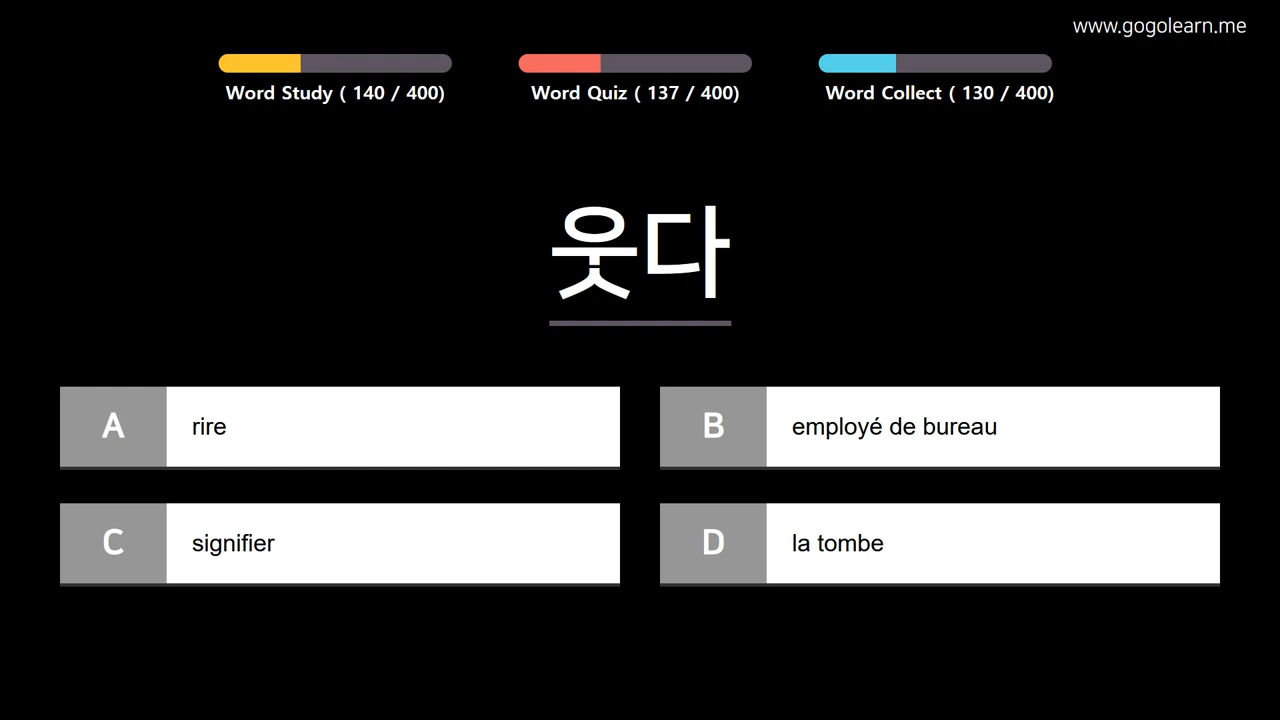 www.gogolearn.me
Word Study ( 140 / 400)
Word Quiz ( 137 / 400)
Word Collect ( 130 / 400)
웃다
A rire
B employé de bureau
C signifier
D la tombe